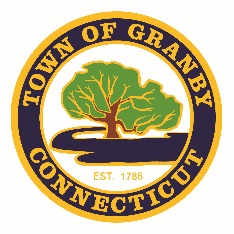 TOWN OF GRANBY
EST. 1786
CONNECTICUT